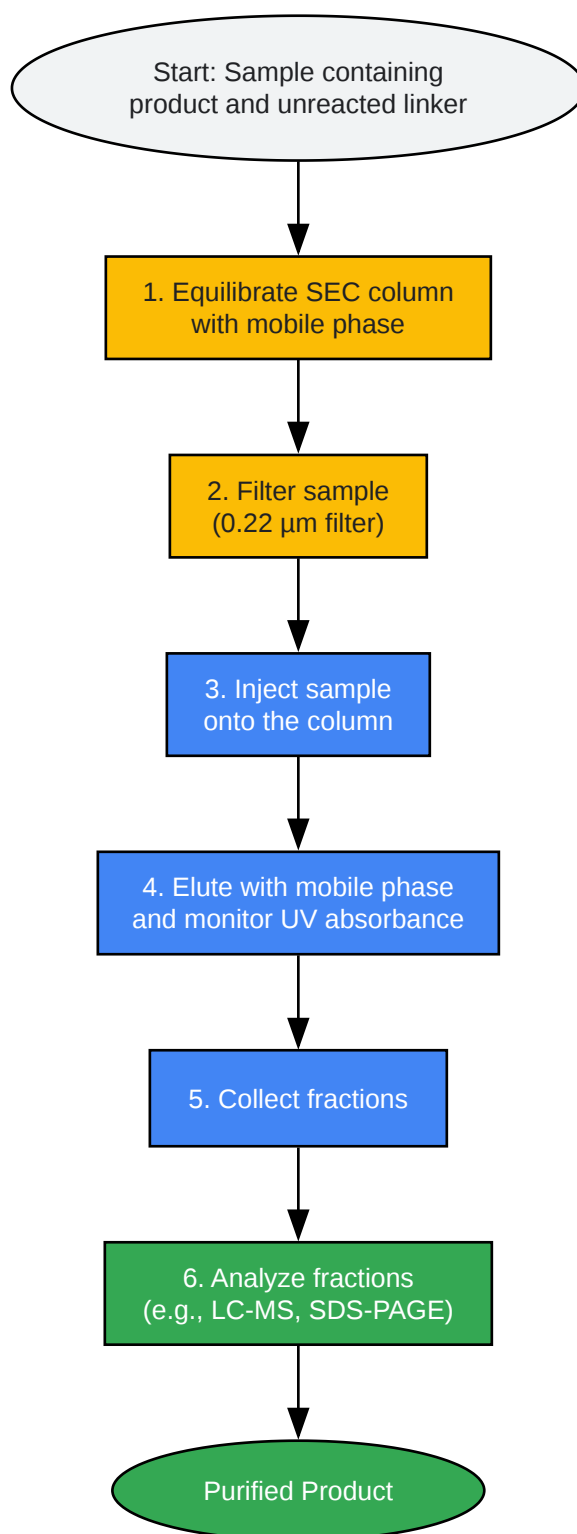 Start: Sample containing
product and unreacted linker
1. Equilibrate SEC column
with mobile phase
2. Filter sample
(0.22 µm filter)
3. Inject sample
onto the column
4. Elute with mobile phase
and monitor UV absorbance
5. Collect fractions
6. Analyze fractions
(e.g., LC-MS, SDS-PAGE)
Purified Product